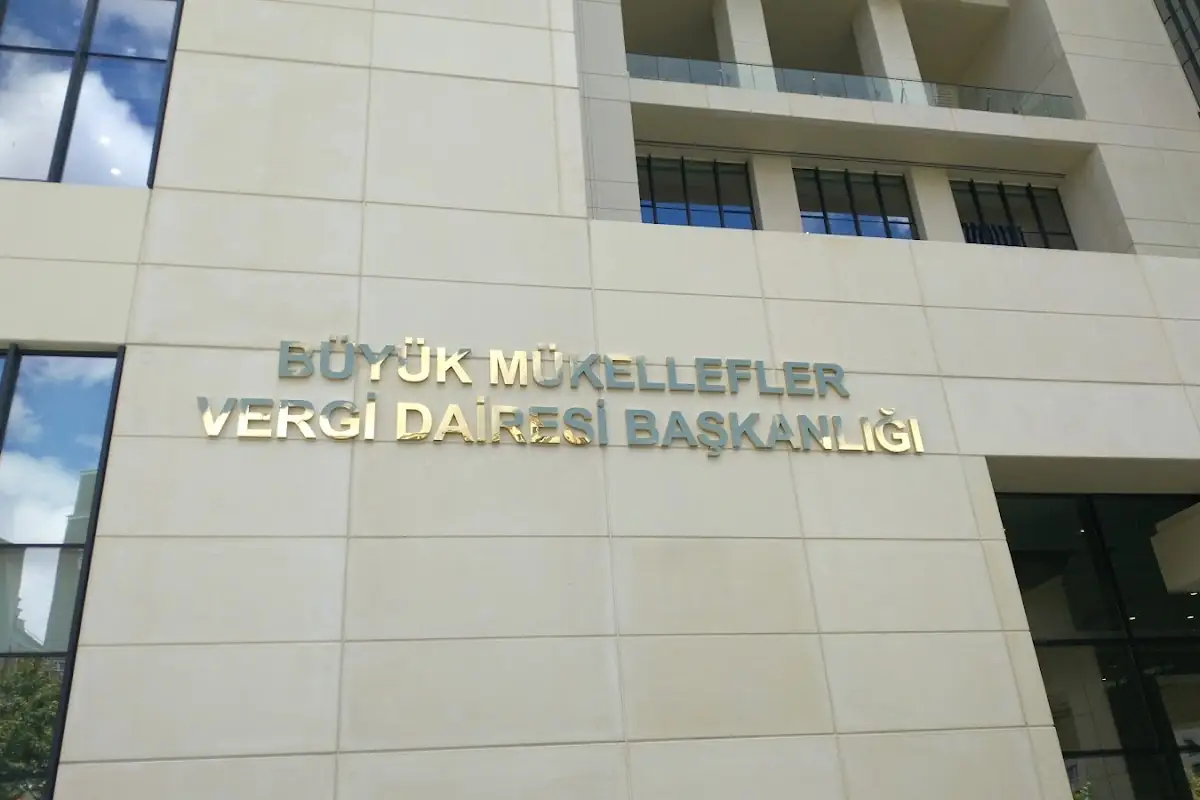 BÜYÜK MÜKELLEFLER
VERGİ DAİRESİ BAŞKANLIĞI